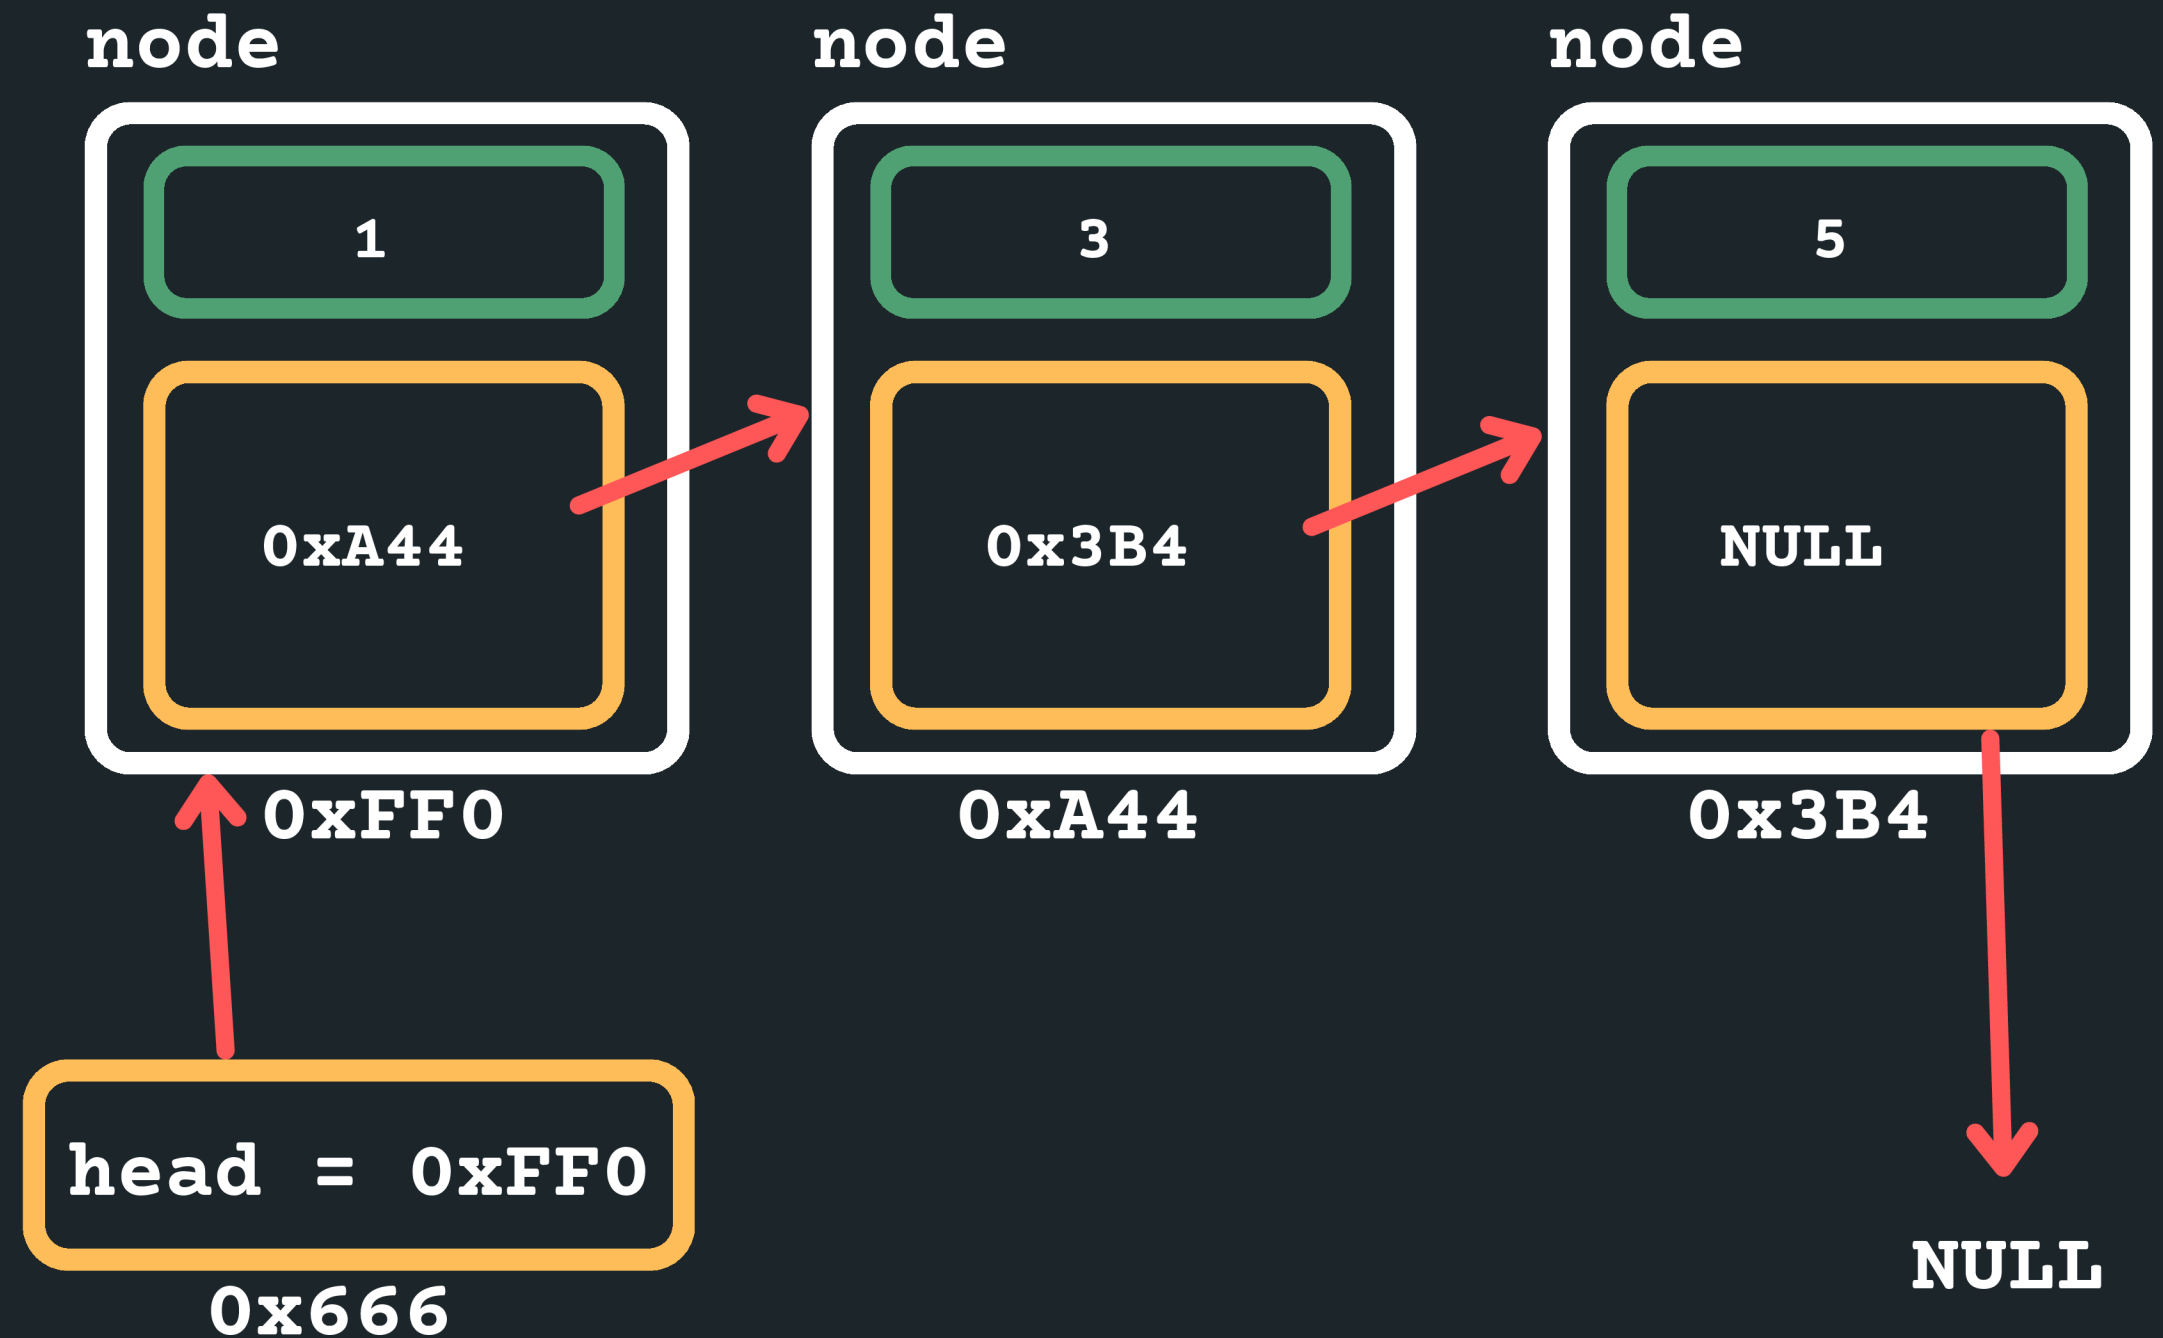 node node node
1 3 5
0xA44 0x3B4 NULL
0xFF0 0xA44 0x3B4
head = 0xFF0
NULL
0x666